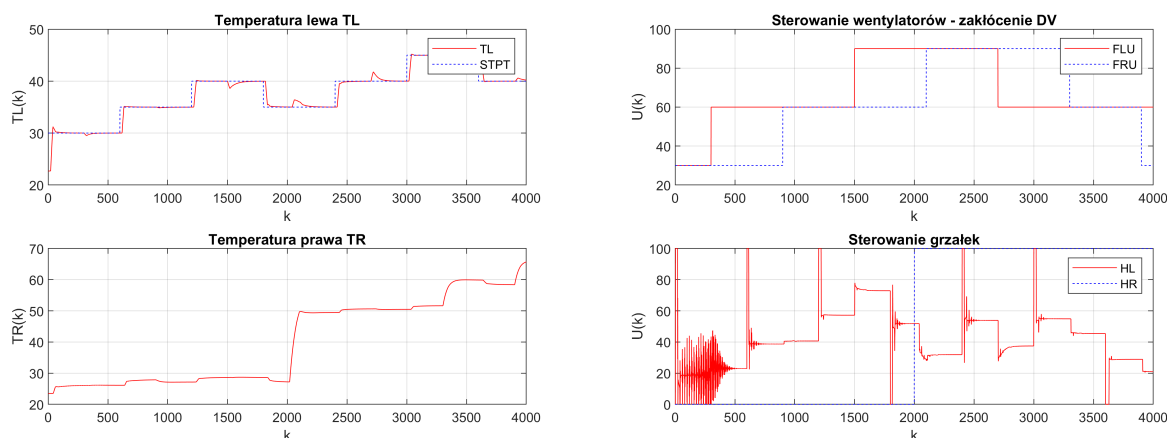 Temperatura lewa TL
50
40
30
20
TL(k)
0 500 1000 1500 2000 2500 3000 3500 4000
k
TL
STPT
Sterowanie wentylatorów - zakłócenie DV
100
80
60
40
20
U(k)
0 500 1000 1500 2000 2500 3000 3500 4000
k
FLU
FRU
Temperatura prawa TR
70
60
50
40
30
20
TR(k)
0 500 1000 1500 2000 2500 3000 3500 4000
k
Sterowanie grzałek
100
80
60
40
20
0
U(k)
0 500 1000 1500 2000 2500 3000 3500 4000
k
HL
HR